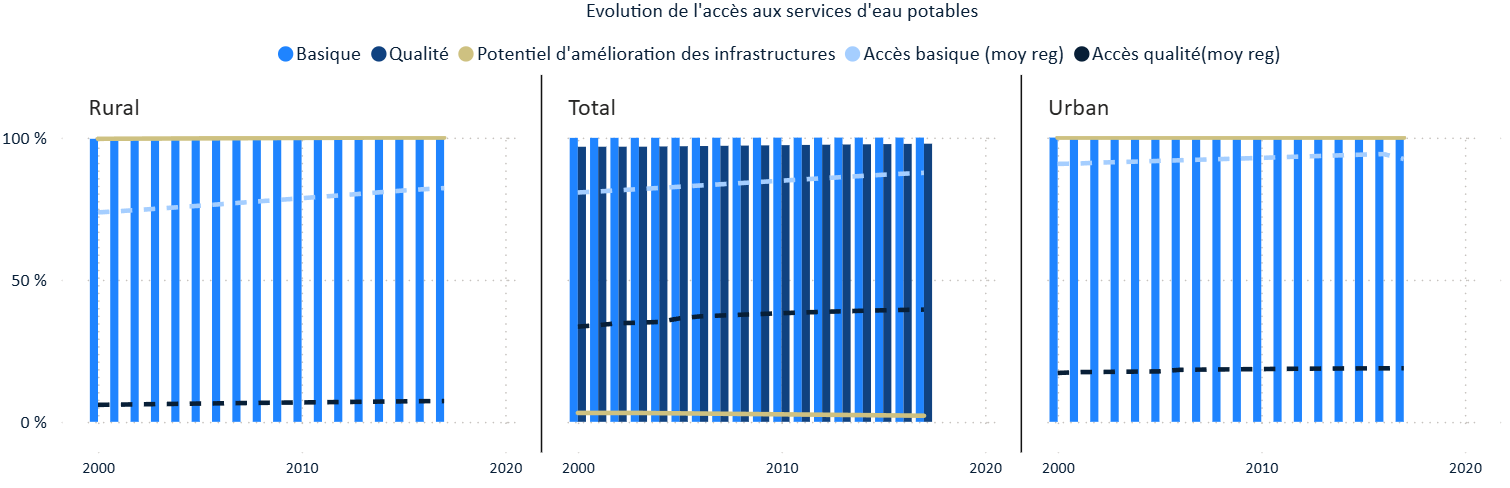 Evolution de l'accès aux services d'eau potables
Basique Qualité Potentiel d'amélioration des infrastructures Accès basique (moy reg) Accès qualité(moy reg)
Rural Total Urban
100 %
50 %
0 %
2000 2010 2020 2000 2010 2020 2000 2010 2020